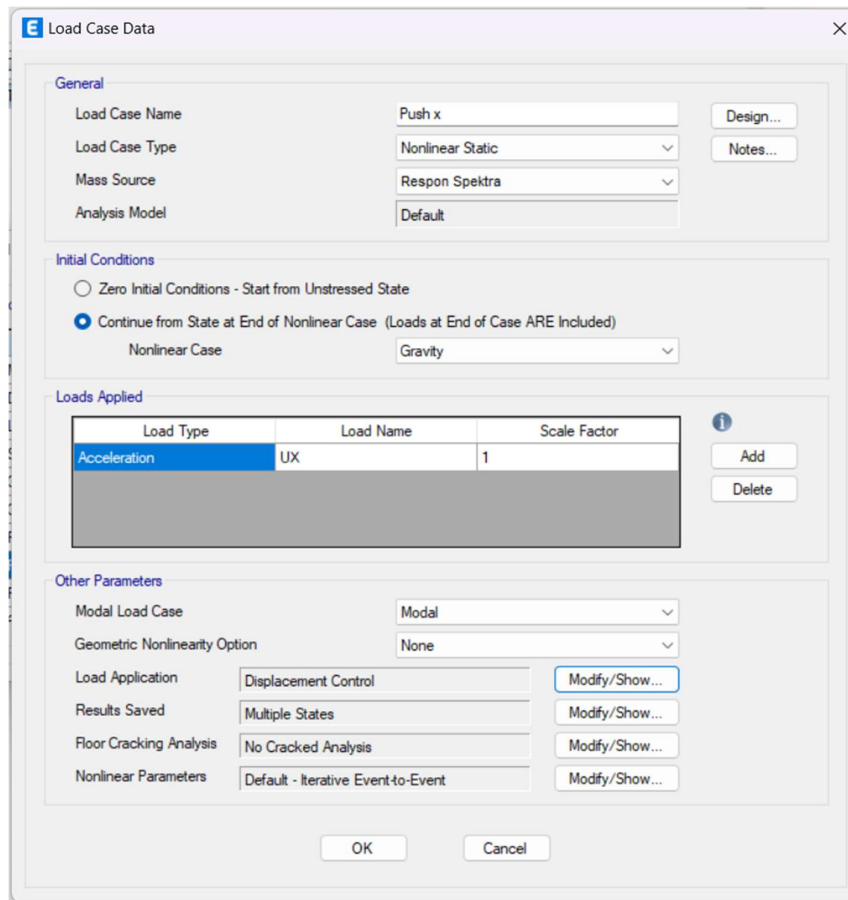 E Load Case Data
General
Load Case Name Push x Design...
Load Case Type Nonlinear Static Notes...
Mass Source Respon Spektra
Analysis Model Default
Initial Conditions
Zero Initial Conditions - Start from Unstressed State
Continue from State at End of Nonlinear Case (Loads at End of Case ARE Included)
Nonlinear Case Gravity
Loads Applied
Load Type Load Name Scale Factor
Acceleration UX 1 Add
Delete
Other Parameters
Modal Load Case Modal
Geometric Nonlinearity Option None
Load Application Displacement Control Modify/Show...
Results Saved Multiple States Modify/Show...
Floor Cracking Analysis No Cracked Analysis Modify/Show...
Nonlinear Parameters Default - Iterative Event-to-Event Modify/Show...
OK Cancel